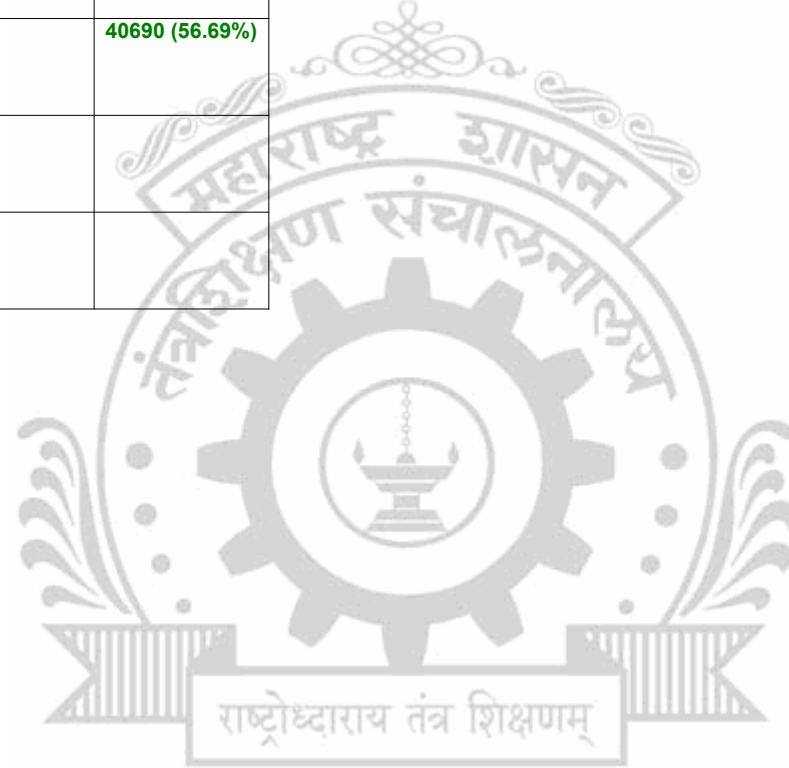 40690 (56.69%)
महाराष्ट्र शासन
तंत्रशिक्षण संचालनालय
राष्ट्रोध्दाराय तंत्र शिक्षणम्